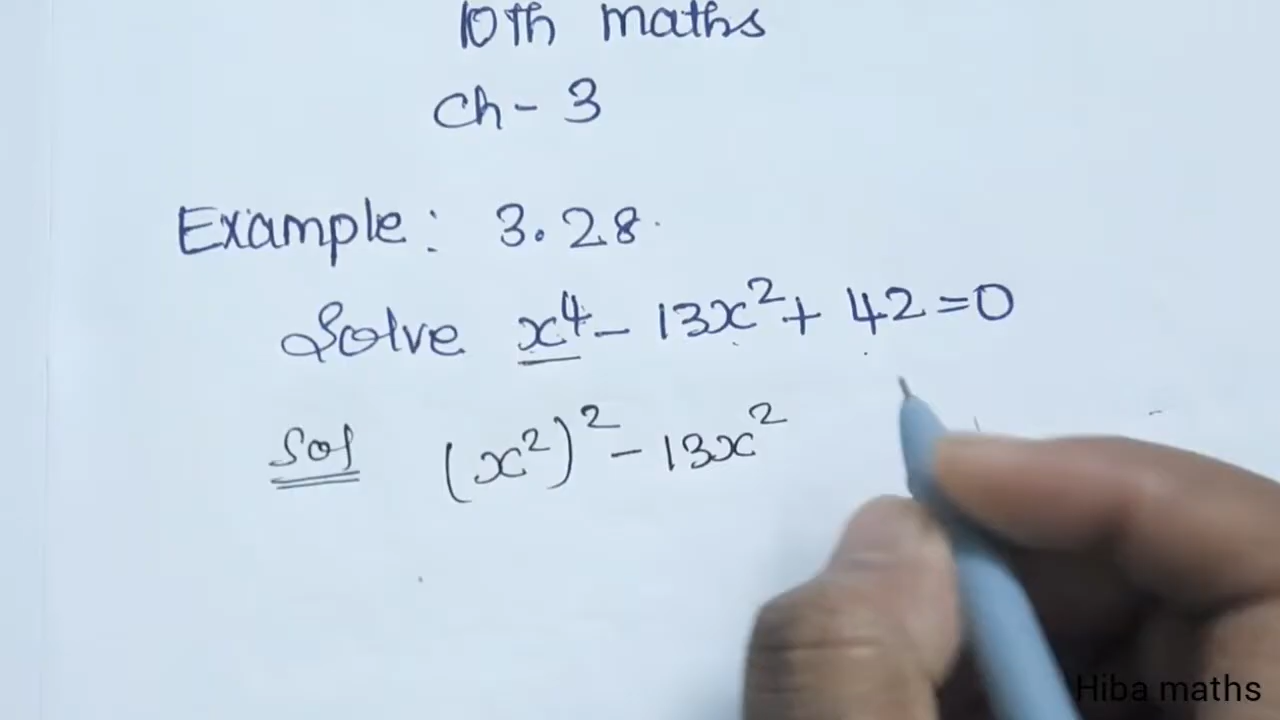 10th maths
Ch - 3
Example: 3.28.
Solve x⁴ - 13x² + 42 = 0
Sol (x²)² - 13x²
Hiba maths